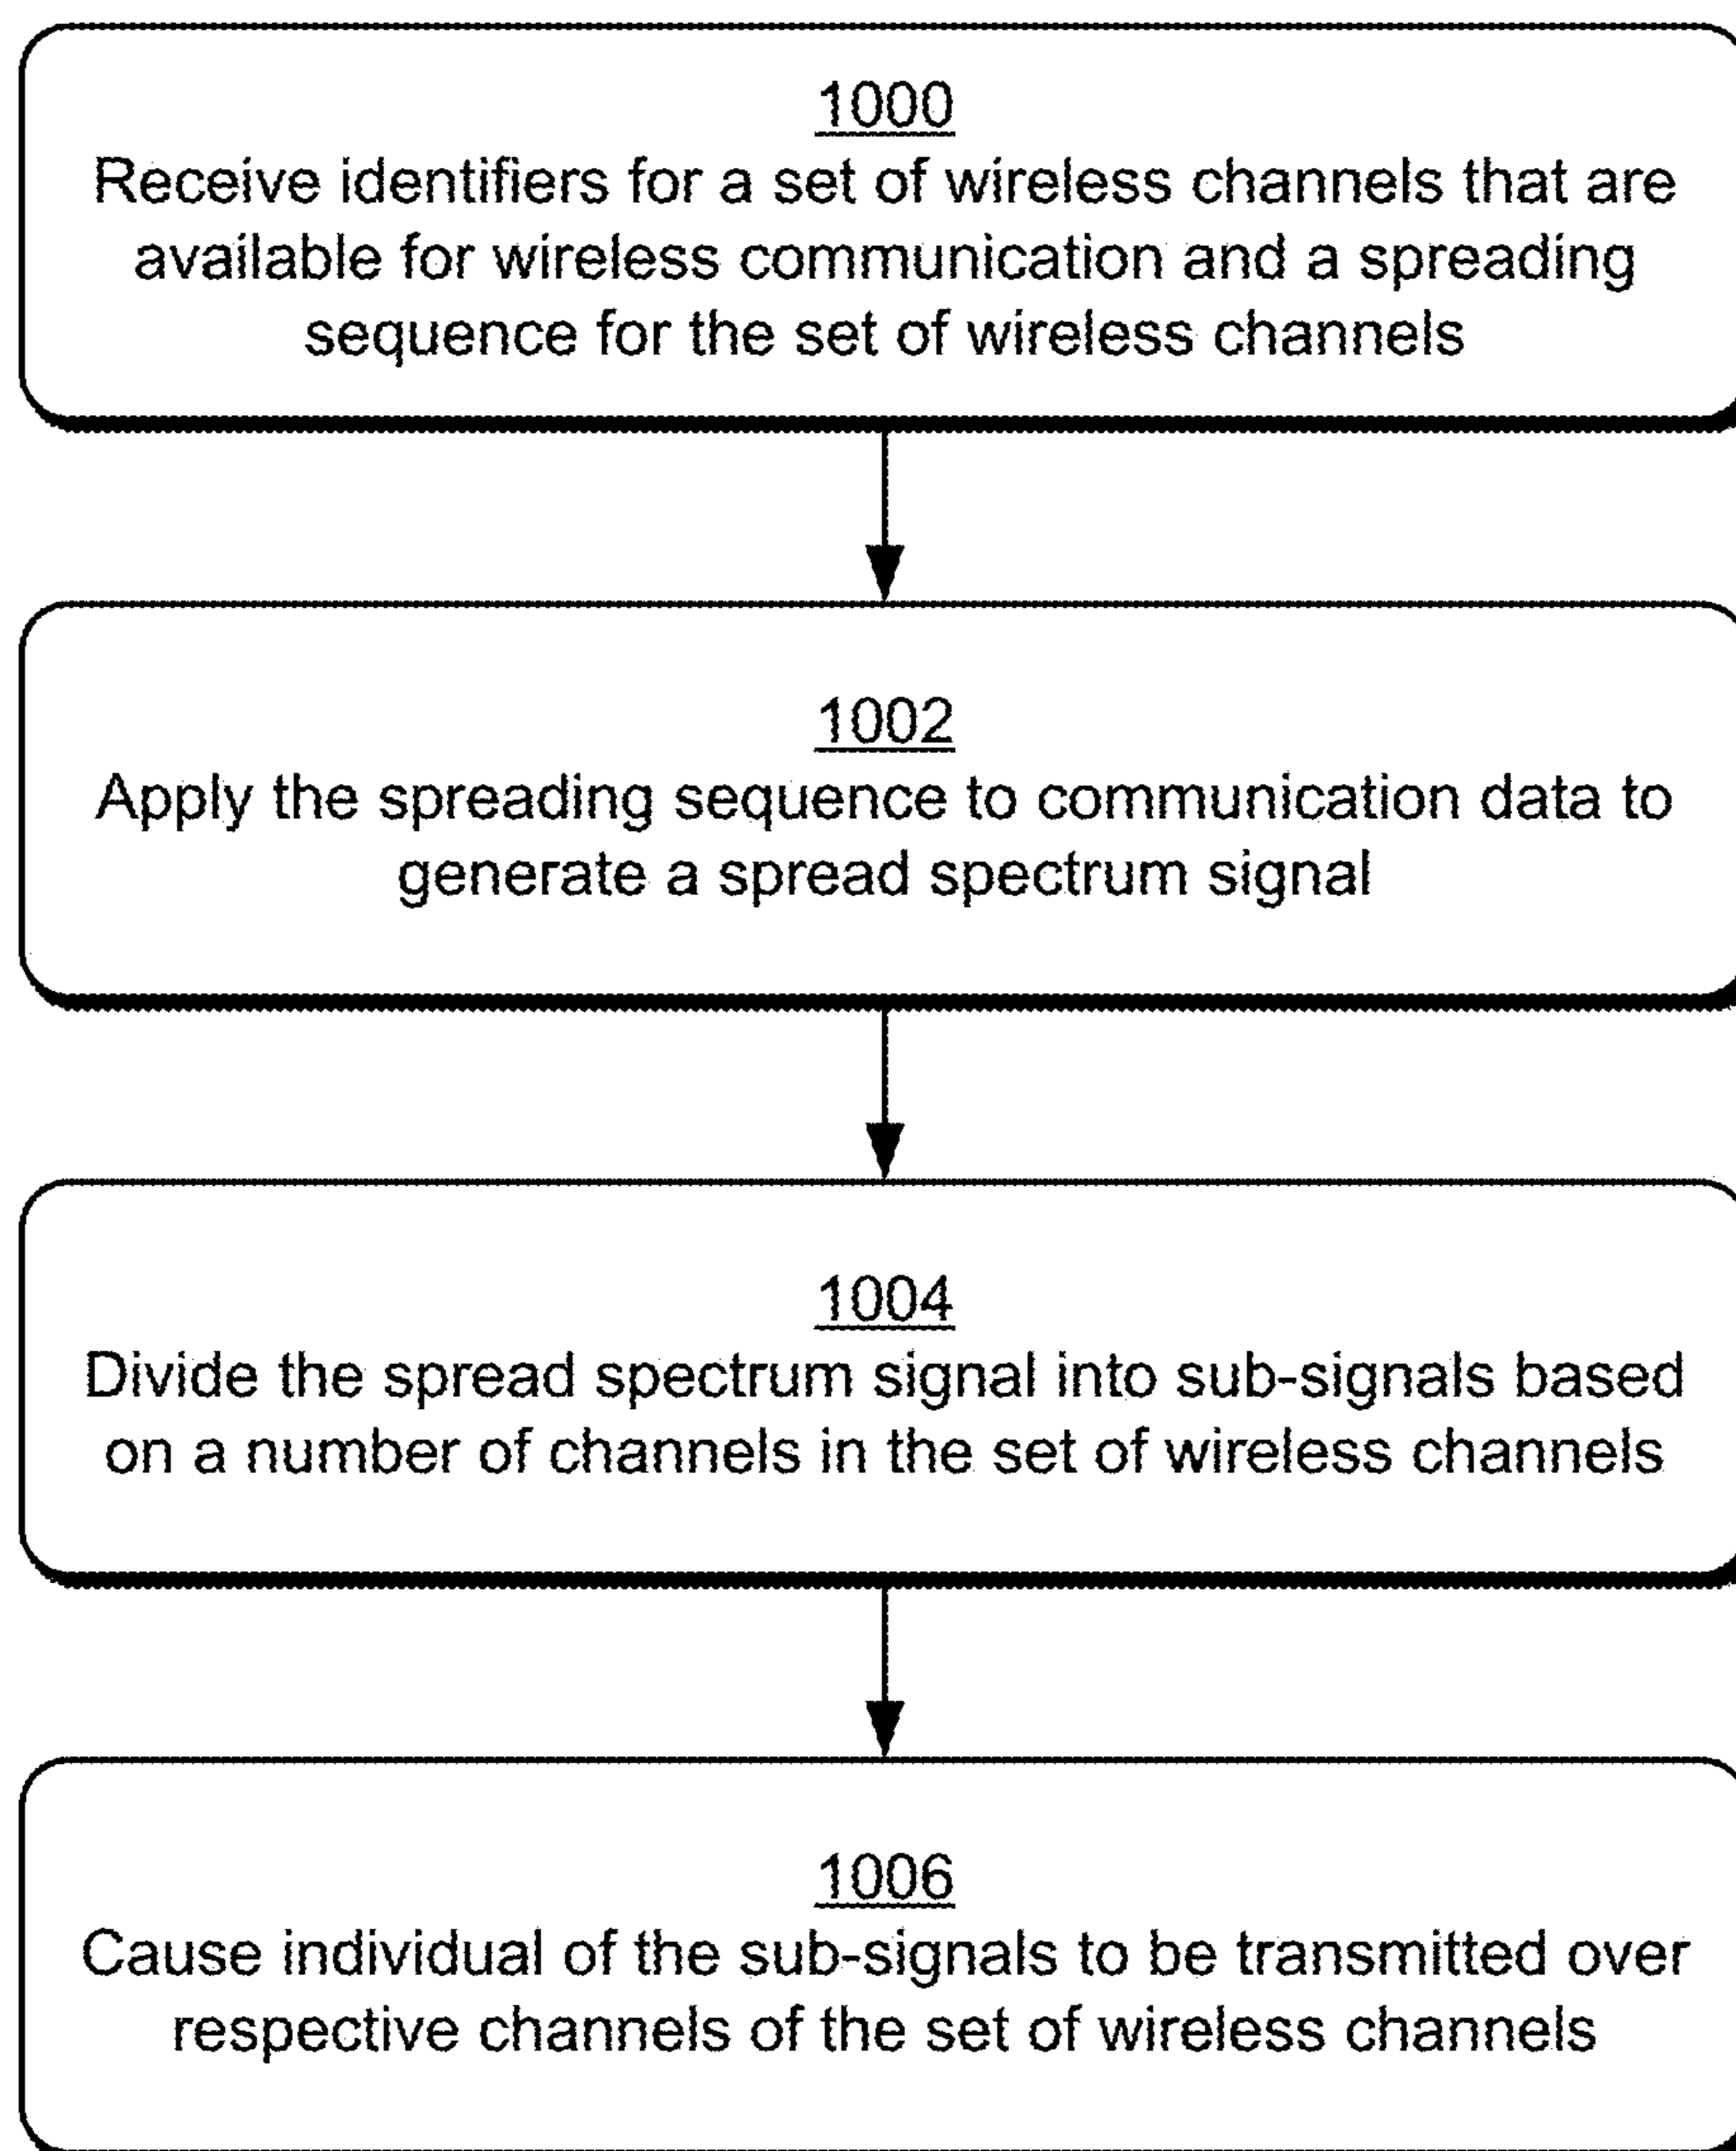 1000
Receive identifiers for a set of wireless channels that are
available for wireless communication and a spreading
sequence for the set of wireless channels
1002
Apply the spreading sequence to communication data to
generate a spread spectrum signal
1004
Divide the spread spectrum signal into sub-signals based
on a number of channels in the set of wireless channels
1006
Cause individual of the sub-signals to be transmitted over
respective channels of the set of wireless channels